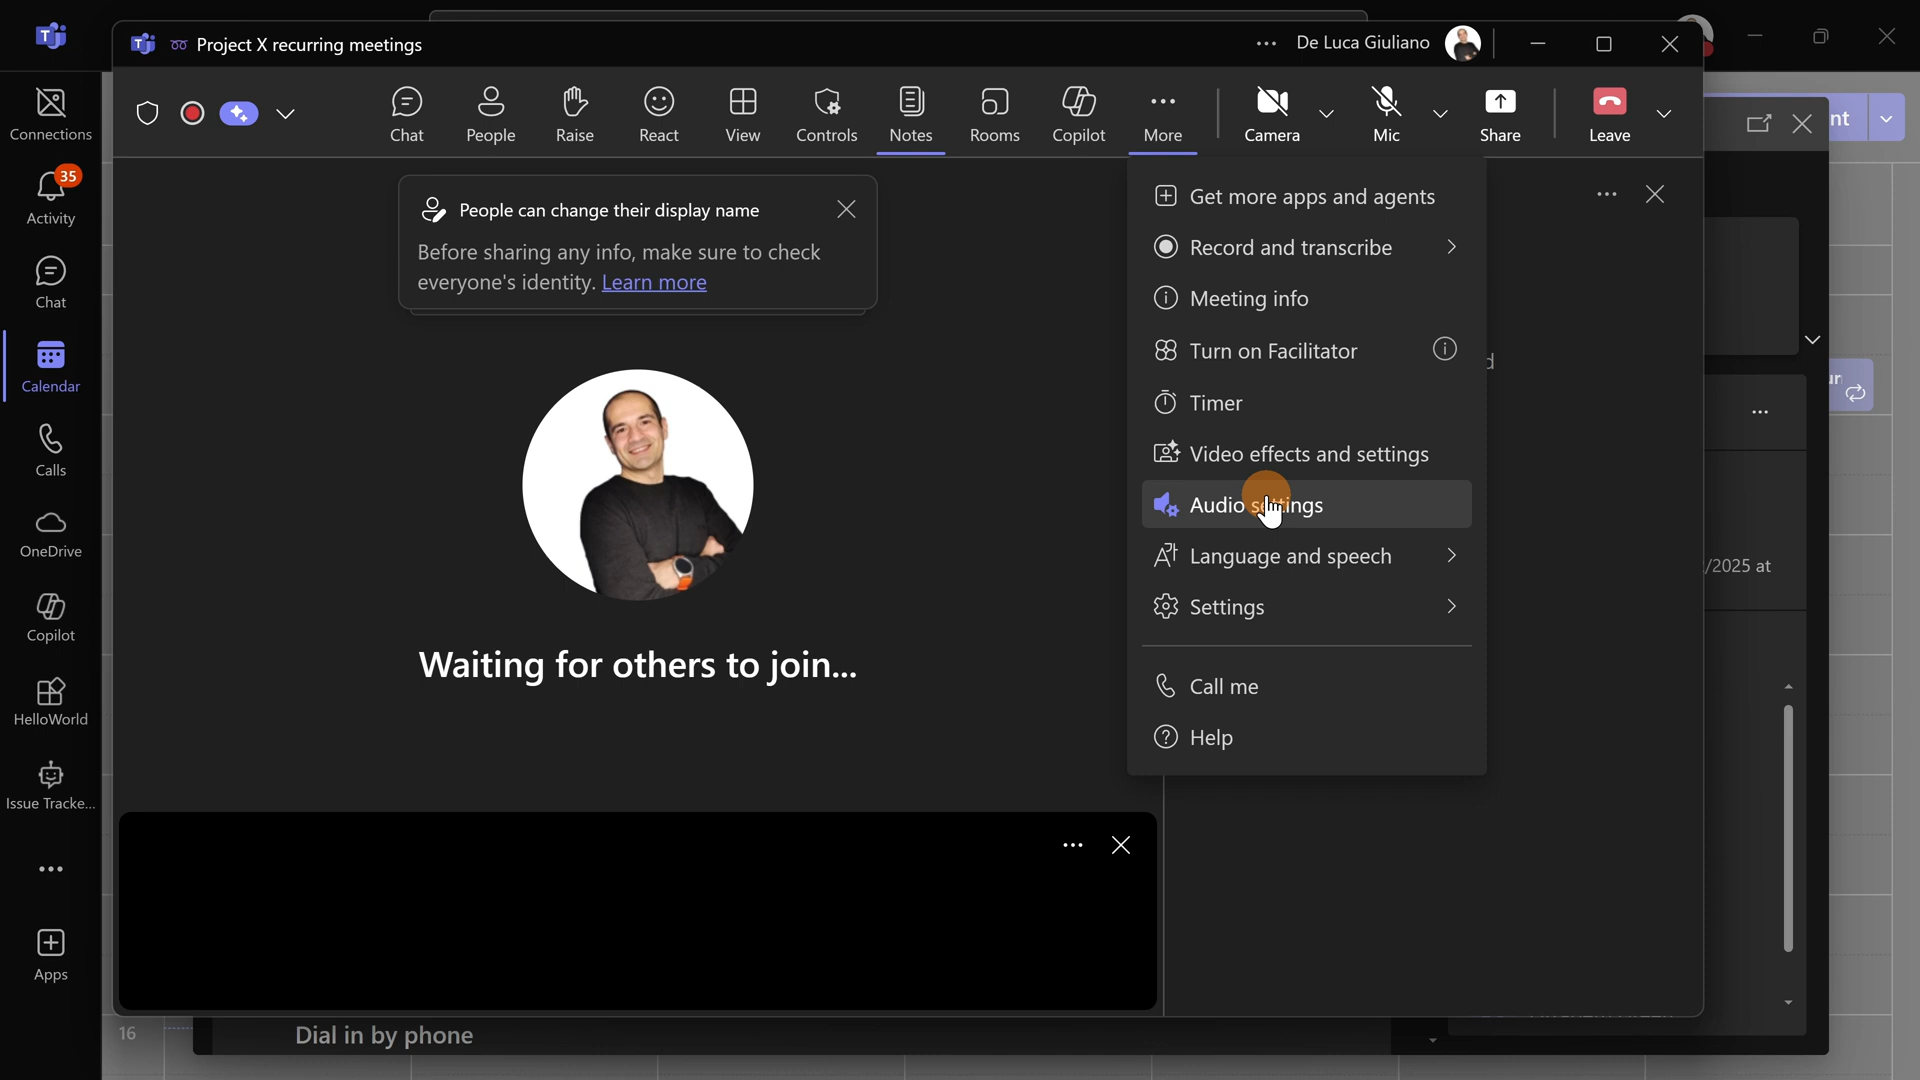 Project X recurring meetings
De Luca Giuliano
Connections
35
Activity
Chat
Calendar
Calls
OneDrive
Copilot
HelloWorld
Issue Tracke...
Apps
Chat
People
Raise
React
View
Controls
Notes
Rooms
Copilot
More
Camera
Mic
Share
Leave
nt
People can change their display name
Before sharing any info, make sure to check
everyone's identity. Learn more
Waiting for others to join...
Get more apps and agents
Record and transcribe
Meeting info
Turn on Facilitator
Timer
Video effects and settings
Audio settings
Language and speech
Settings
Call me
Help
d
/2025 at
16
Dial in by phone